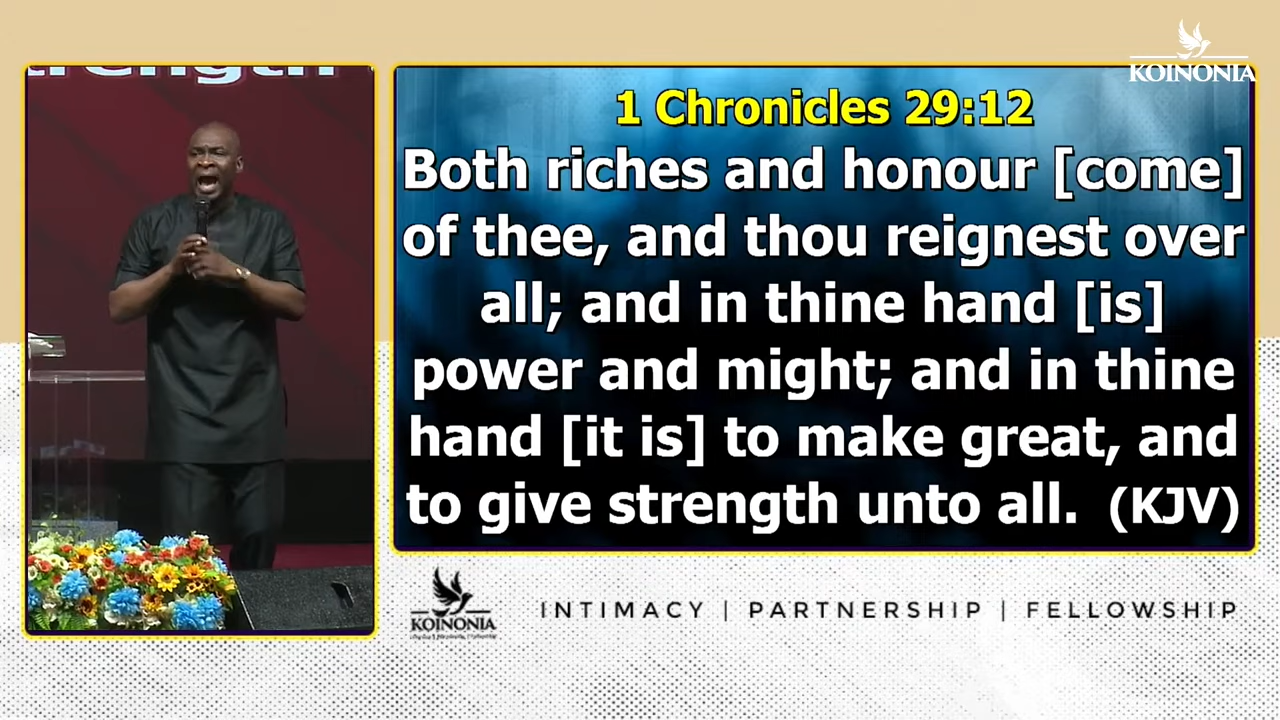 trength
KOINONIA
1 Chronicles 29:12
Both riches and honour [come]
of thee, and thou reignest over
all; and in thine hand [is]
power and might; and in thine
hand [it is] to make great, and
to give strength unto all. (KJV)
KOINONIA
INTIMACY | PARTNERSHIP | FELLOWSHIP